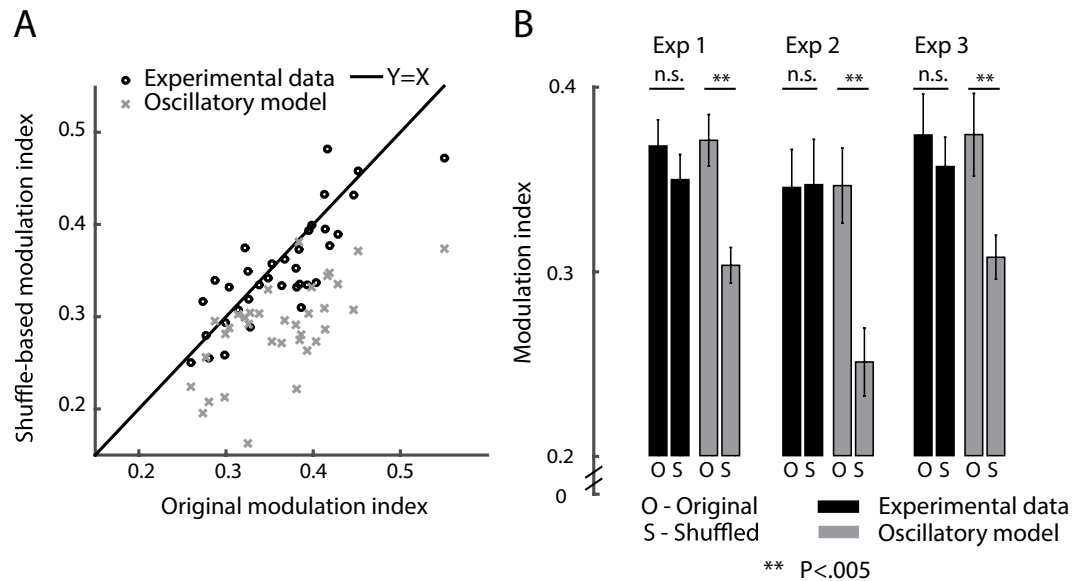 A
Experimental data
Y=X
Oscillatory model
0.5
0.4
0.3
0.2
Shuffle-based modulation index
0.2 0.3 0.4 0.5
Original modulation index
B
Exp 1 Exp 2 Exp 3
n.s. ** n.s. ** n.s. **
0.4
0.3
0.2
0
Modulation index
O S O S O S O S O S O S
O - Original
S - Shuffled
Experimental data
Oscillatory model
** P<.005